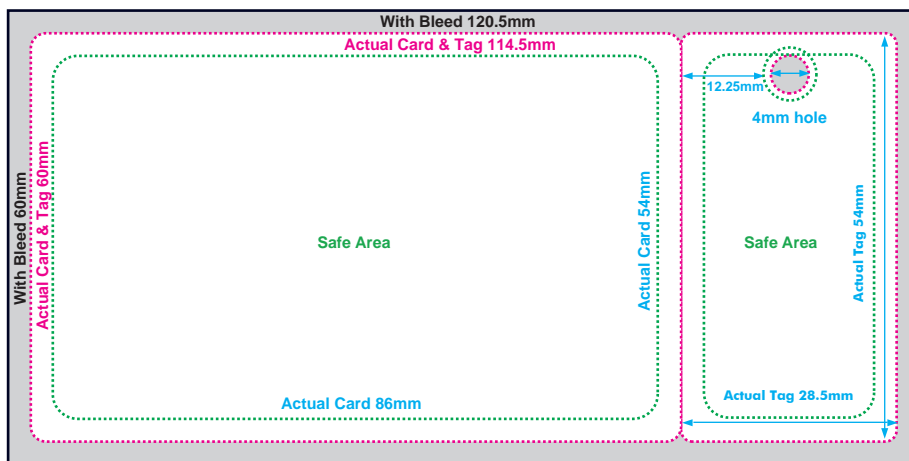 With Bleed 120.5mm
Actual Card & Tag 114.5mm
12.25mm
4mm hole
With Bleed 60mm
Actual Card & Tag 60mm
Safe Area
Actual Card 54mm
Safe Area
Actual Tag 54mm
Actual Card 86mm
Actual Tag 28.5mm